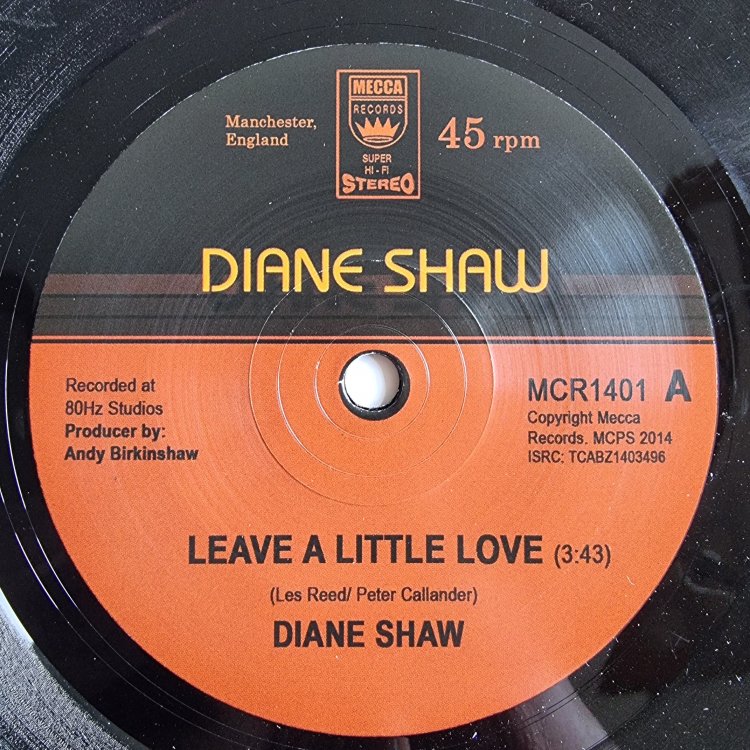 MECCA
RECORDS
SUPER
HI - FI
STEREO
Manchester,
England
45 rpm
DIANE SHAW
Recorded at
80Hz Studios
Producer by:
Andy Birkinshaw
MCR1401 A
Copyright Mecca
Records. MCPS 2014
ISRC: TCABZ1403496
LEAVE A LITTLE LOVE (3:43)
(Les Reed/ Peter Callander)
DIANE SHAW